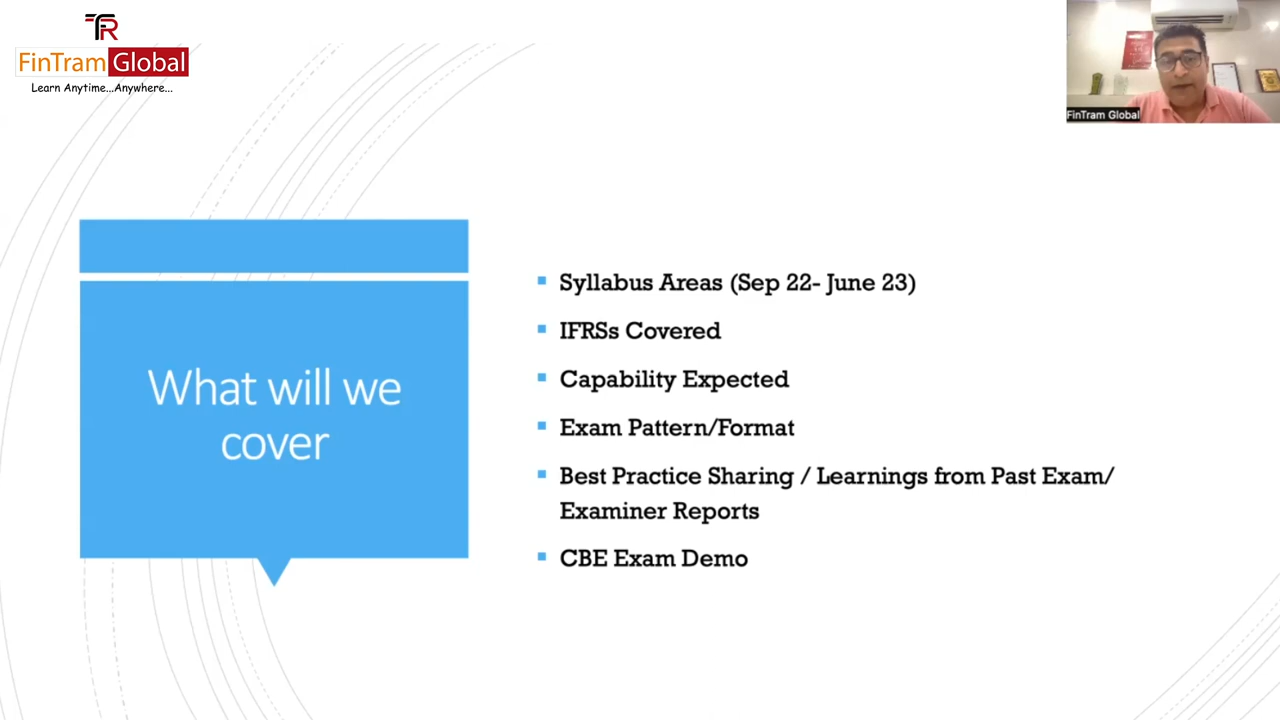 TR
FinTram Global
Learn Anytime...Anywhere...
FinTram Global
What will we
cover
Syllabus Areas (Sep 22- June 23)
IFRSs Covered
Capability Expected
Exam Pattern/Format
Best Practice Sharing / Learnings from Past Exam/
Examiner Reports
CBE Exam Demo